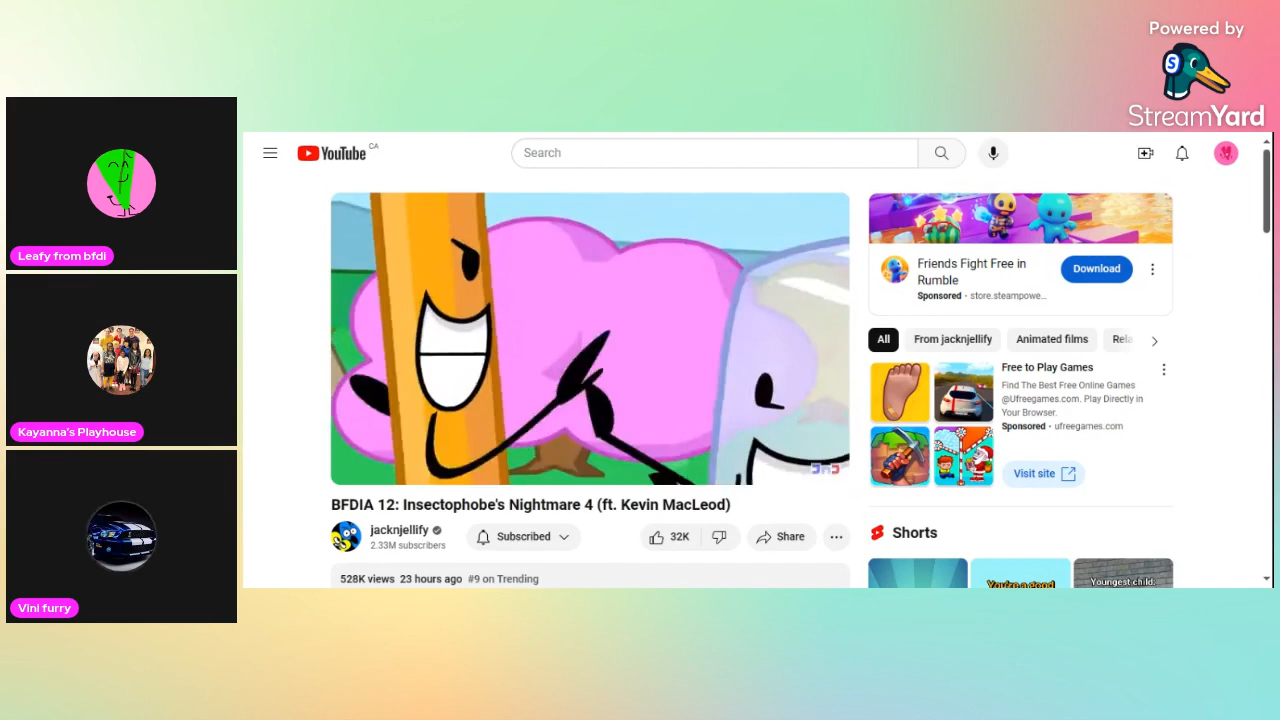 Powered by
StreamYard
Leafy from bfdi
Kayanna's Playhouse
Vini furry
YouTube CA
Search
BFDIA 12: Insectophobe's Nightmare 4 (ft. Kevin MacLeod)
jacknjellify
2.33M subscribers
Subscribed
32K
Share
528K views 23 hours ago #9 on Trending
Friends Fight Free in
Rumble
Sponsored · store.steampowe...
Download
All
From jacknjellify
Animated films
Rela
Free to Play Games
Find The Best Free Online Games
@Ufreegames.com. Play Directly in
Your Browser.
Sponsored · ufreegames.com
Visit site
Shorts
You're a good
Youngest child: